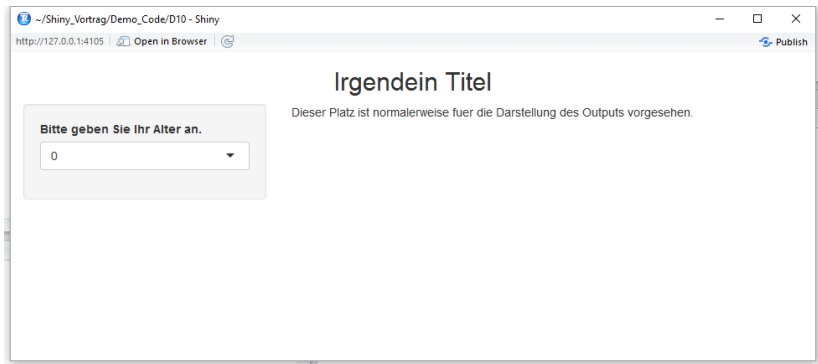 ~/Shiny_Vortrag/Demo_Code/D10 - Shiny
http://127.0.0.1:4105 Open in Browser Publish
Irgendein Titel
Dieser Platz ist normalerweise fuer die Darstellung des Outputs vorgesehen.
Bitte geben Sie Ihr Alter an.
0